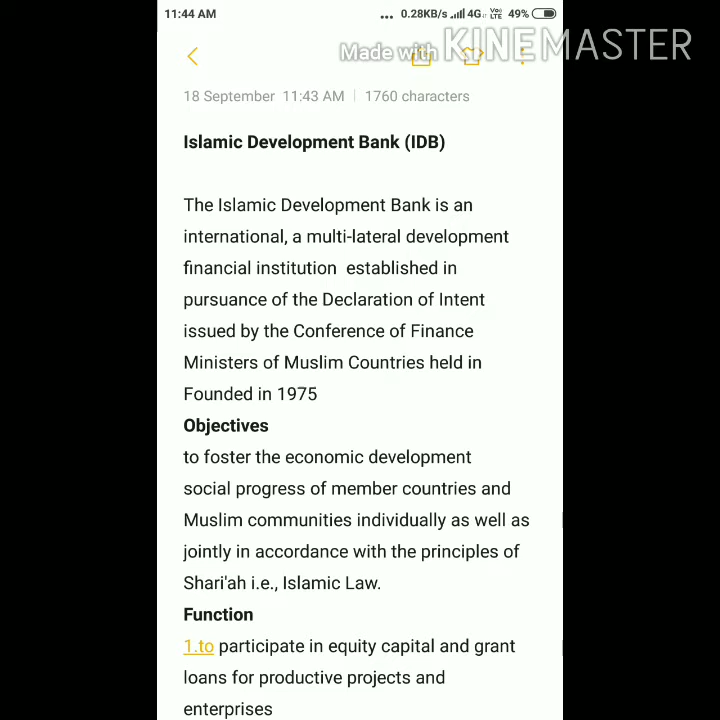 11:44 AM ... 0.28KB/s 4G Vo) LTE 49%
Made with KINEMASTER
18 September 11:43 AM | 1760 characters
Islamic Development Bank (IDB)
The Islamic Development Bank is an
international, a multi-lateral development
financial institution established in
pursuance of the Declaration of Intent
issued by the Conference of Finance
Ministers of Muslim Countries held in
Founded in 1975
Objectives
to foster the economic development
social progress of member countries and
Muslim communities individually as well as
jointly in accordance with the principles of
Shari'ah i.e., Islamic Law.
Function
1.to participate in equity capital and grant
loans for productive projects and
enterprises